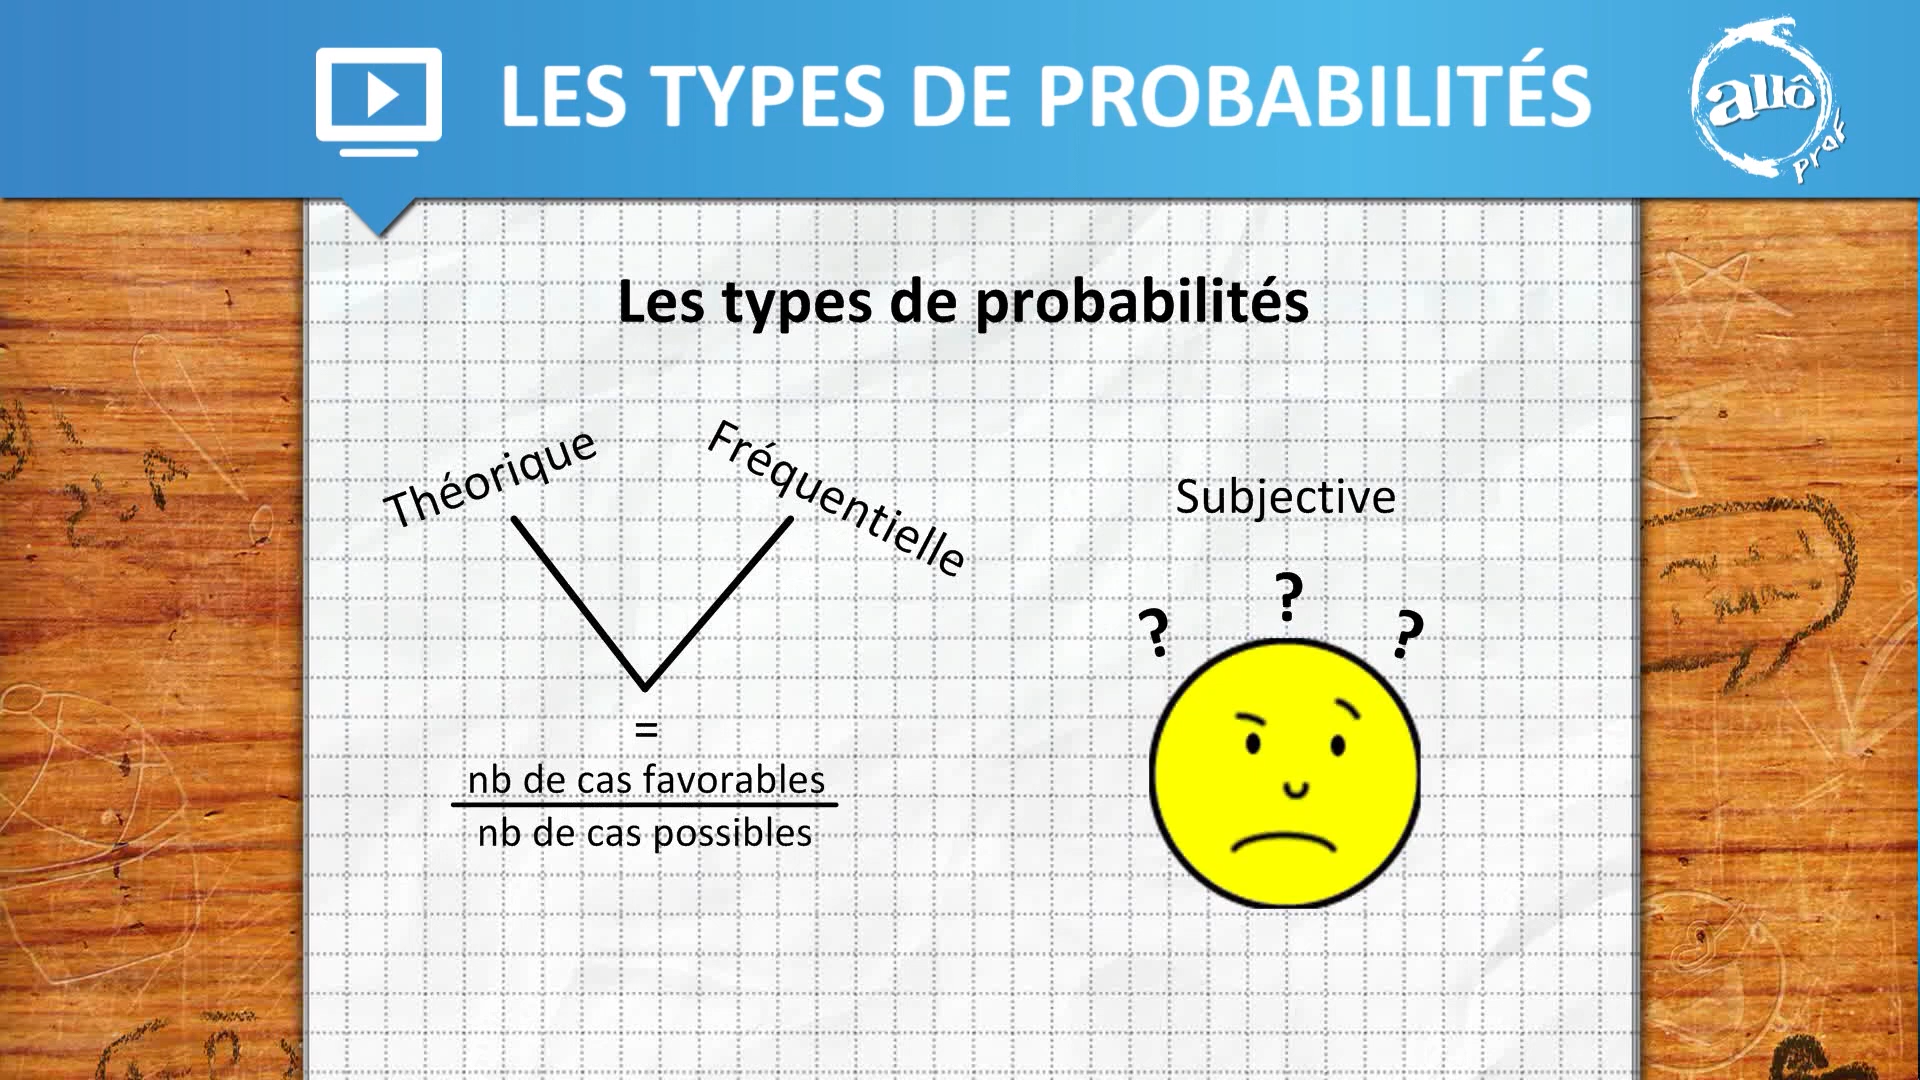 LES TYPES DE PROBABILITÉS
allô
prof
Les types de probabilités
Théorique
Fréquentielle
=
nb de cas favorables
nb de cas possibles
Subjective
?
?
?